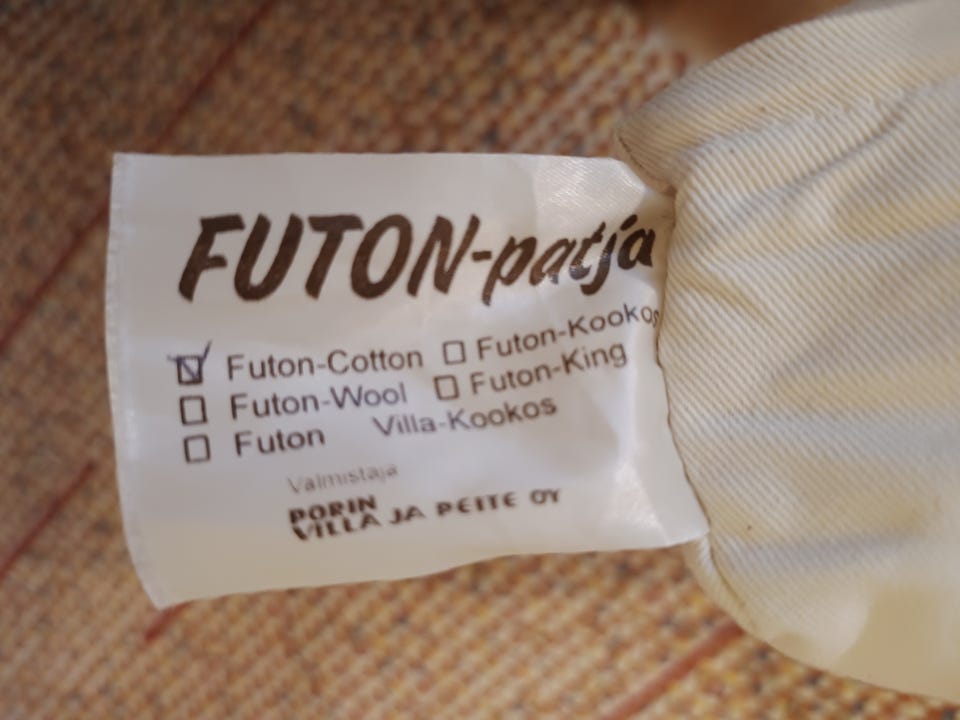 FUTON-patja
☑ Futon-Cotton ☐ Futon-Kookos
☐ Futon-Wool ☐ Futon-King
☐ Futon Villa-Kookos
Valmistaja
PORIN
VILLA JA PEITE OY